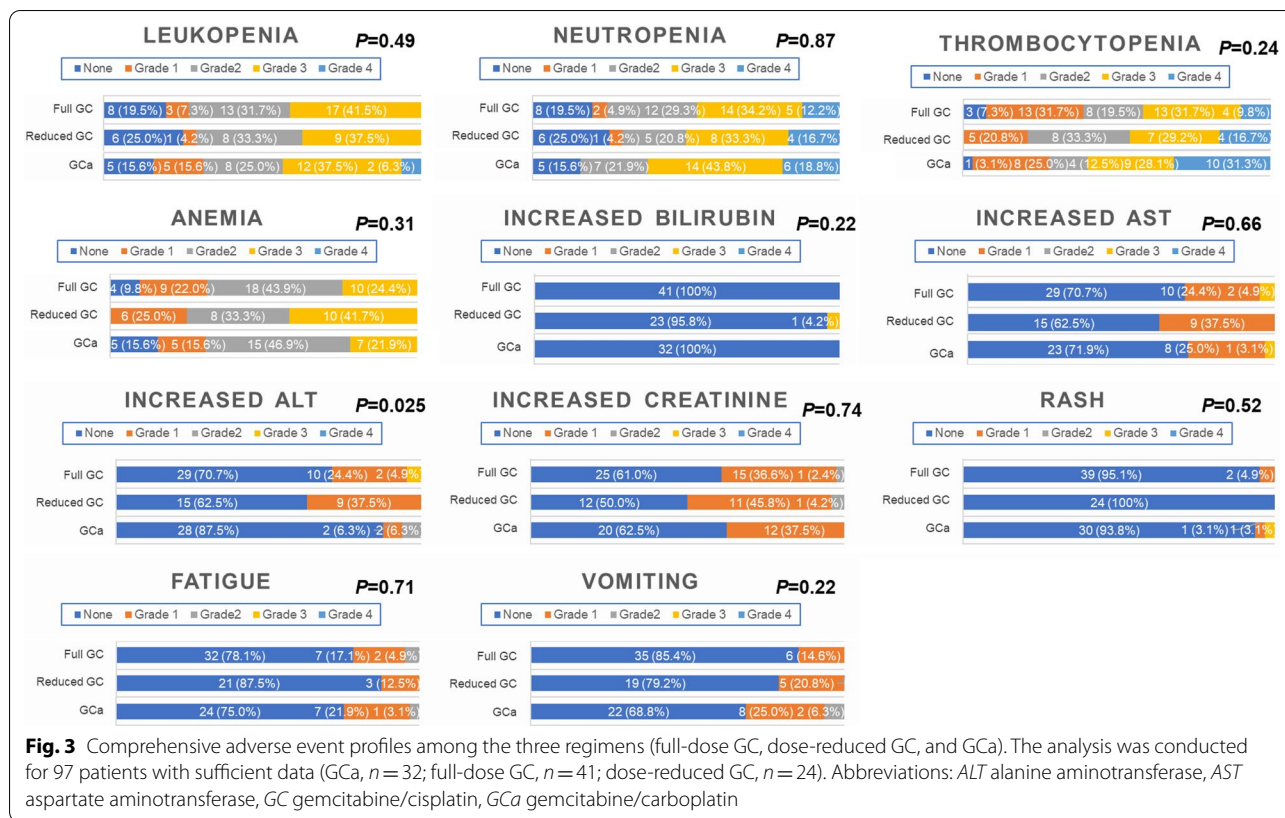 LEUKOPENIA P=0.49
None Grade 1 Grade2 Grade 3 Grade 4
Full GC 8 (19.5%) 3 (7.3%) 13 (31.7%) 17 (41.5%)
Reduced GC 6 (25.0%) 1 (4.2%) 8 (33.3%) 9 (37.5%)
GCa 5 (15.6%) 5 (15.6%) 8 (25.0%) 12 (37.5%) 2 (6.3%)
NEUTROPENIA P=0.87
None Grade 1 Grade2 Grade 3 Grade 4
Full GC 8 (19.5%) 2 (4.9%) 12 (29.3%) 14 (34.2%) 5 (12.2%)
Reduced GC 6 (25.0%) 1 (4.2%) 5 (20.8%) 8 (33.3%) 4 (16.7%)
GCa 5 (15.6%) 7 (21.9%) 14 (43.8%) 6 (18.8%)
THROMBOCYTOPENIA P=0.24
None Grade 1 Grade2 Grade 3 Grade 4
Full GC 3 (7.3%) 13 (31.7%) 8 (19.5%) 13 (31.7%) 4 (9.8%)
Reduced GC 5 (20.8%) 8 (33.3%) 7 (29.2%) 4 (16.7%)
GCa 1 (3.1%) 8 (25.0%) 4 (12.5%) 9 (28.1%) 10 (31.3%)
ANEMIA P=0.31
None Grade 1 Grade2 Grade 3 Grade 4
Full GC 4 (9.8%) 9 (22.0%) 18 (43.9%) 10 (24.4%)
Reduced GC 6 (25.0%) 8 (33.3%) 10 (41.7%)
GCa 5 (15.6%) 5 (15.6%) 15 (46.9%) 7 (21.9%)
INCREASED BILIRUBIN P=0.22
None Grade 1 Grade2 Grade 3 Grade 4
Full GC 41 (100%)
Reduced GC 23 (95.8%) 1 (4.2%)
GCa 32 (100%)
INCREASED AST P=0.66
None Grade 1 Grade2 Grade 3 Grade 4
Full GC 29 (70.7%) 10 (24.4%) 2 (4.9%)
Reduced GC 15 (62.5%) 9 (37.5%)
GCa 23 (71.9%) 8 (25.0%) 1 (3.1%)
INCREASED ALT P=0.025
None Grade 1 Grade2 Grade 3 Grade 4
Full GC 29 (70.7%) 10 (24.4%) 2 (4.9%)
Reduced GC 15 (62.5%) 9 (37.5%)
GCa 28 (87.5%) 2 (6.3%) 2 (6.3%)
INCREASED CREATININE P=0.74
None Grade 1 Grade2 Grade 3 Grade 4
Full GC 25 (61.0%) 15 (36.6%) 1 (2.4%)
Reduced GC 12 (50.0%) 11 (45.8%) 1 (4.2%)
GCa 20 (62.5%) 12 (37.5%)
RASH P=0.52
None Grade 1 Grade2 Grade 3 Grade 4
Full GC 39 (95.1%) 2 (4.9%)
Reduced GC 24 (100%)
GCa 30 (93.8%) 1 (3.1%) 1 (3.1%)
FATIGUE P=0.71
None Grade 1 Grade2 Grade 3 Grade 4
Full GC 32 (78.1%) 7 (17.1%) 2 (4.9%)
Reduced GC 21 (87.5%) 3 (12.5%)
GCa 24 (75.0%) 7 (21.9%) 1 (3.1%)
VOMITING P=0.22
None Grade 1 Grade2 Grade 3 Grade 4
Full GC 35 (85.4%) 6 (14.6%)
Reduced GC 19 (79.2%) 5 (20.8%)
GCa 22 (68.8%) 8 (25.0%) 2 (6.3%)
Fig. 3 Comprehensive adverse event profiles among the three regimens (full-dose GC, dose-reduced GC, and GCa). The analysis was conducted
for 97 patients with sufficient data (GCa, n = 32; full-dose GC, n = 41; dose-reduced GC, n = 24). Abbreviations: ALT alanine aminotransferase, AST
aspartate aminotransferase, GC gemcitabine/cisplatin, GCa gemcitabine/carboplatin